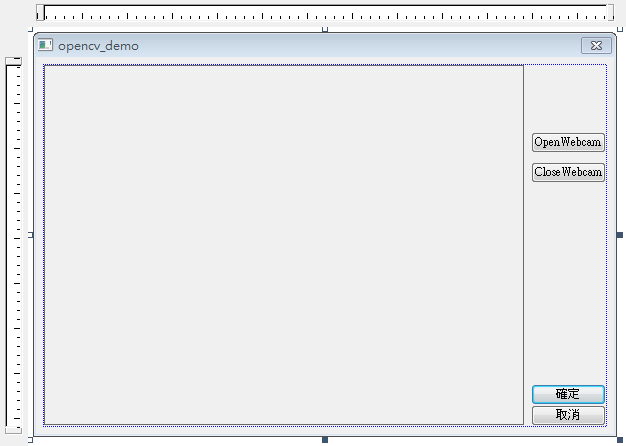 opencv_demo
OpenWebcam
CloseWebcam
確定
取消